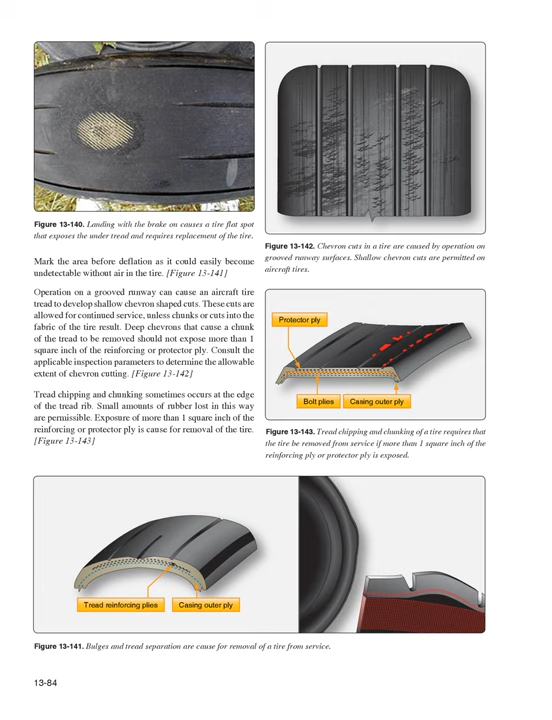 Figure 13-140. Landing with the brake on causes a tire flat spot
that exposes the under tread and requires replacement of the tire.
Mark the area before deflation as it could easily become
undetectable without air in the tire. [Figure 13-141]
Operation on a grooved runway can cause an aircraft tire
tread to develop shallow chevron shaped cuts. These cuts are
allowed for continued service, unless chunks or cuts into the
fabric of the tire result. Deep chevrons that cause a chunk
of the tread to be removed should not expose more than 1
square inch of the reinforcing or protector ply. Consult the
applicable inspection parameters to determine the allowable
extent of chevron cutting. [Figure 13-142]
Tread chipping and chunking sometimes occurs at the edge
of the tread rib. Small amounts of rubber lost in this way
are permissible. Exposure of more than 1 square inch of the
reinforcing or protector ply is cause for removal of the tire.
[Figure 13-143]
Figure 13-142. Chevron cuts in a tire are caused by operation on
grooved runway surfaces. Shallow chevron cuts are permitted on
aircraft tires.
Protector ply
Bolt plies
Casing outer ply
Figure 13-143. Tread chipping and chunking of a tire requires that
the tire be removed from service if more than 1 square inch of the
reinforcing ply or protector ply is exposed.
Tread reinforcing plies
Casing outer ply
Figure 13-141. Bulges and tread separation are cause for removal of a tire from service.
13-84